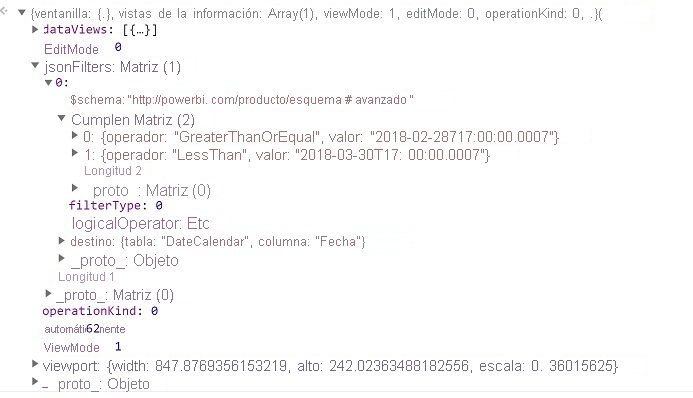 {ventanilla: {.}, vistas de la información: Array(1), viewMode: 1, editMode: 0, operationKind: 0, .}(
dataViews: [{…}]
EditMode 0
jsonFilters: Matriz (1)
0:
$schema: "http://powerbi. com/producto/esquema # avanzado "
Cumplen Matriz (2)
0: {operador: "GreaterThanOrEqual", valor: "2018-02-28717:00:00.0007"}
1: {operador: "LessThan", valor: "2018-03-30T17: 00:00.0007"}
Longitud 2
_ proto _: Matriz (0)
filterType: 0
logicalOperator: Etc
destino: {tabla: "DateCalendar", columna: "Fecha"}
_proto_: Objeto
Longitud 1
_proto_: Matriz (0)
operationKind: 0
62
ViewMode 1
viewport: {width: 847.8769356153219, alto: 242.02363488182556, escala: 0. 36015625}
_ proto_: Objeto